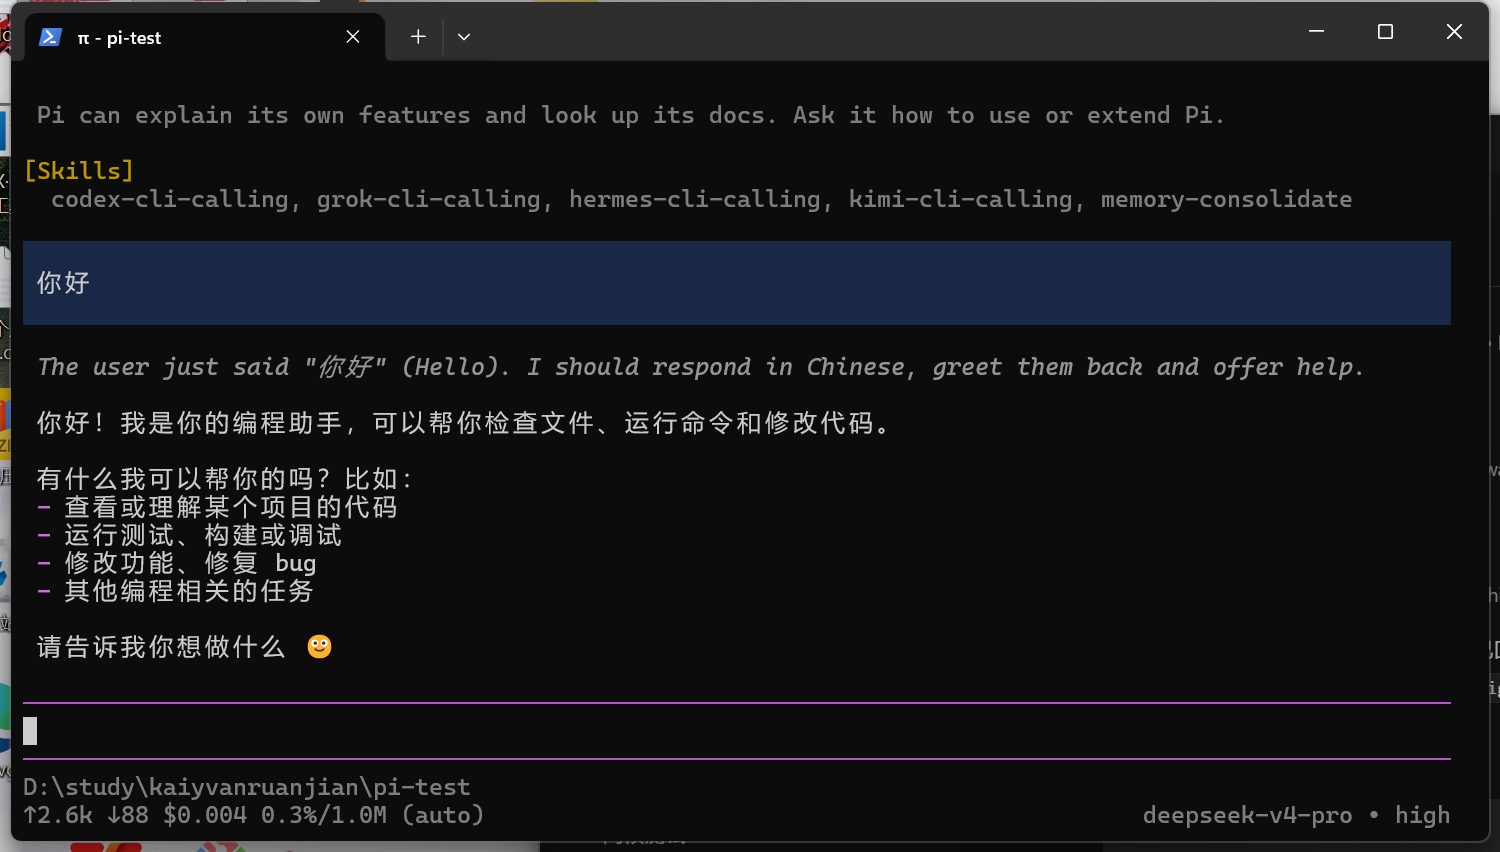 π - pi-test
Pi can explain its own features and look up its docs. Ask it how to use or extend Pi.
[Skills]
codex-cli-calling, grok-cli-calling, hermes-cli-calling, kimi-cli-calling, memory-consolidate
你好
The user just said "你好" (Hello). I should respond in Chinese, greet them back and offer help.
你好！我是你的编程助手，可以帮你检查文件、运行命令和修改代码。
有什么我可以帮你的吗？比如：
- 查看或理解某个项目的代码
- 运行测试、构建或调试
- 修改功能、修复 bug
- 其他编程相关的任务
请告诉我你想做什么 🙂
D:\study\kaiyvanruanjian\pi-test
↑2.6k ↓88 $0.004 0.3%/1.0M (auto)
deepseek-v4-pro • high